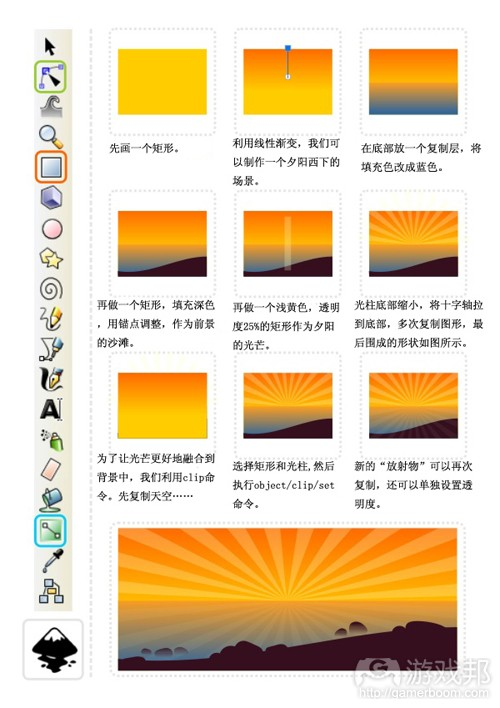 先画一个矩形。
利用线性渐变，我们可
以制作一个夕阳西下的
场景。
在底部放一个复制层，将
填充色改成蓝色。
再做一个矩形，填充深色
，用锚点调整，作为前景
的沙滩。
再做一个浅黄色，透明
度25%的矩形作为夕阳
的光芒。
光柱底部缩小，将十字轴拉
到底部，多次复制图形，最
后围成的形状如图所示。
为了让光芒更好地融合到
背景中，我们利用clip命
令。先复制天空……
选择矩形和光柱,然后
执行object/clip/set
命令。
新的“放射物”可以再次
复制，还可以单独设置透
明度。
A
游戏邦
http://gamerboom.com